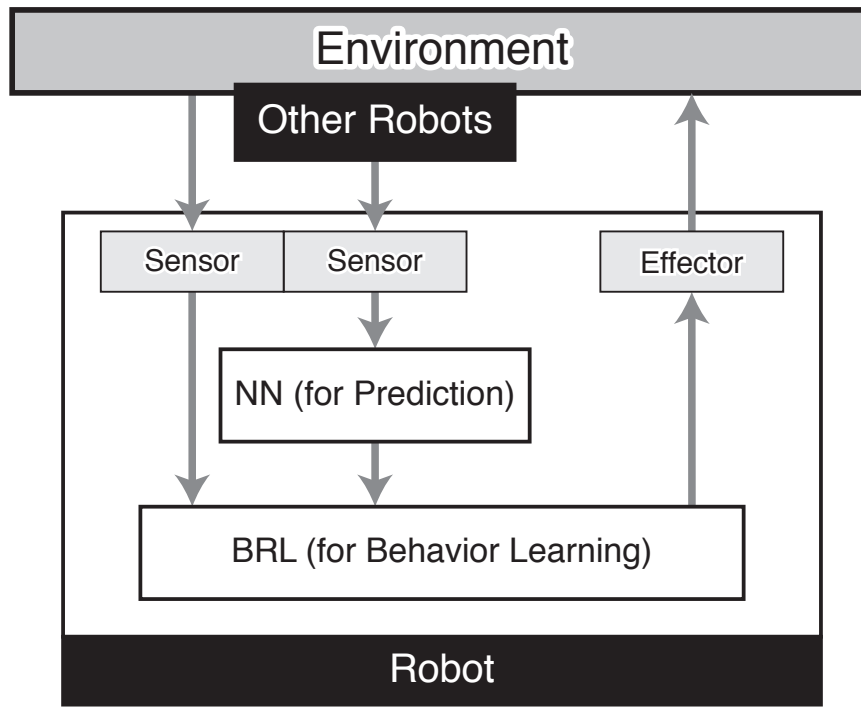 Environment
Other Robots
Sensor
Sensor
Effector
NN (for Prediction)
BRL (for Behavior Learning)
Robot